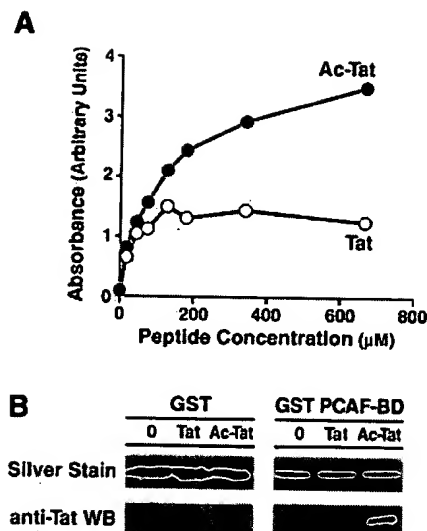 A
Absorbance (Arbitrary Units)
4
3
2
1
0
Ac-Tat
Tat
0 200 400 600 800
Peptide Concentration (μM)
B
GST GST PCAF-BD
0 Tat Ac-Tat 0 Tat Ac-Tat
Silver Stain
anti-Tat WB